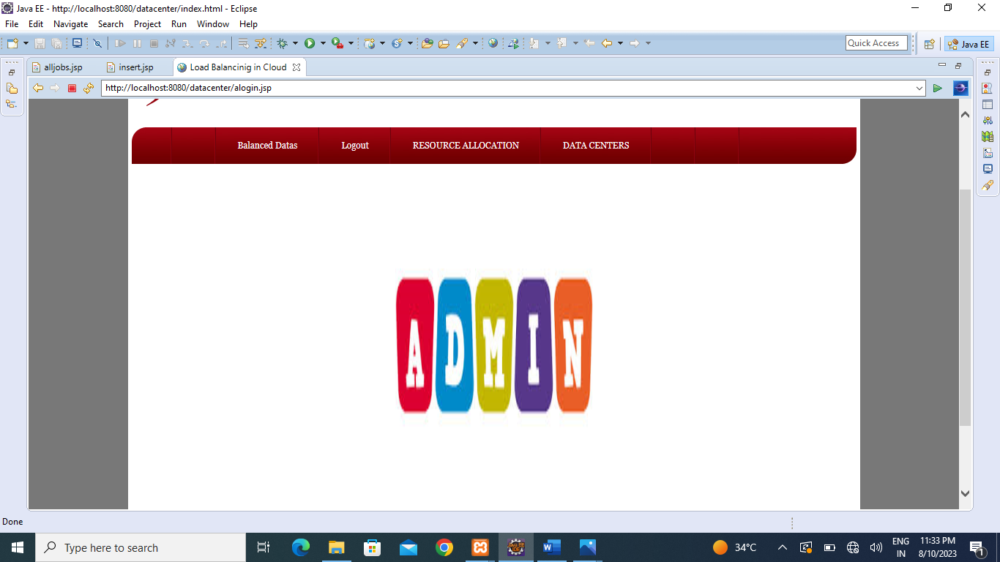 Java EE - http://localhost:8080/datacenter/index.html - Eclipse
File Edit Navigate Search Project Run Window Help
Quick Access Java EE
alljobs.jsp insert.jsp Load Balancinig in Cloud
http://localhost:8080/datacenter/alogin.jsp
Balanced Datas Logout RESOURCE ALLOCATION DATA CENTERS
ADMIN
Done
Type here to search 34°C ENG 11:33 PM
IN 8/10/2023 1